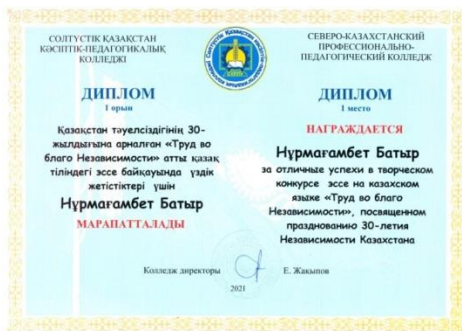 СОЛТҮСТІК ҚАЗАҚСТАН
КӘСІПТІК-ПЕДАГОГИКАЛЫҚ
КОЛЛЕДЖІ
ДИПЛОМ
1 орын
Қазақстан тәуелсіздігінің 30-
жылдығына арналған «Труд во
благо Независимости» атты қазақ
тіліндегі эссе байқауында үздік
жетістіктері үшін
Нұрмағамбет Батыр
МАРАПАТТАЛАДЫ
СЕВЕРО-КАЗАХСТАНСКИЙ
ПРОФЕССИОНАЛЬНО-
ПЕДАГОГИЧЕСКИЙ КОЛЛЕДЖ
ДИПЛОМ
1 место
НАГРАЖДАЕТСЯ
Нұрмағамбет Батыр
за отличные успехи в творческом
конкурсе эссе на казахском
языке «Труд во благо
Независимости», посвященном
празднованию 30-летия
Независимости Казахстана
Колледж директоры Е. Жақыпов
2021